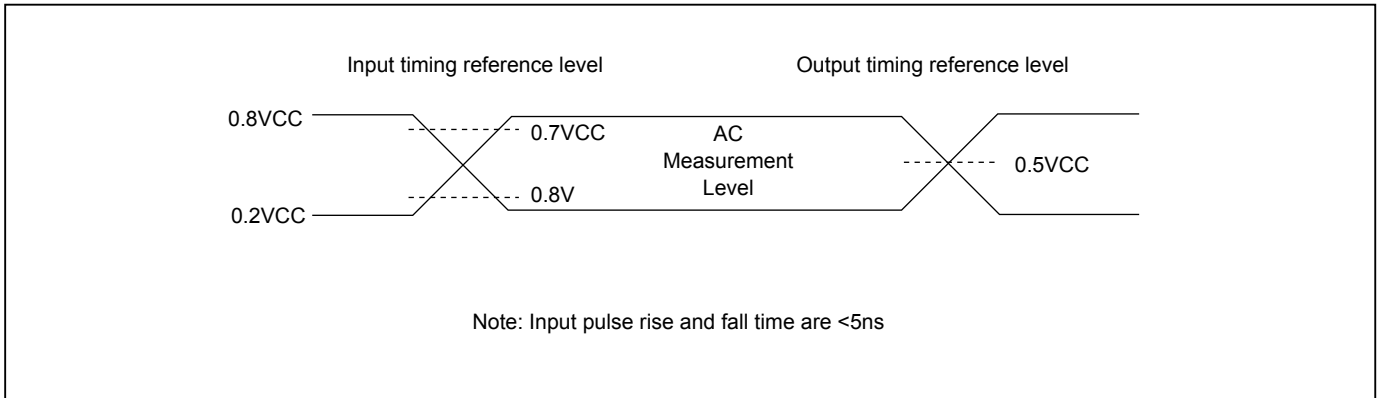 Input timing reference level
Output timing reference level
0.8VCC
0.7VCC
AC
Measurement
Level
0.5VCC
0.8V
0.2VCC
Note: Input pulse rise and fall time are <5ns